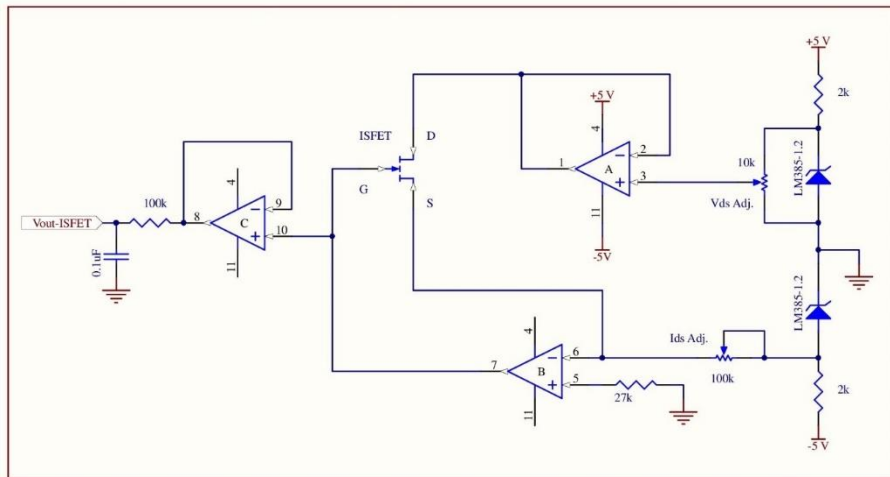 +5 V
2k
LM385-1.2
10k
Vds Adj.
+5 V
4
2
1
A
3
11
-5V
ISFET
D
G
S
4
9
100k
8
C
10
Vout-ISFET
11
0.1uF
LM385-1.2
Ids Adj.
100k
4
6
7
B
5
27k
11
2k
-5 V